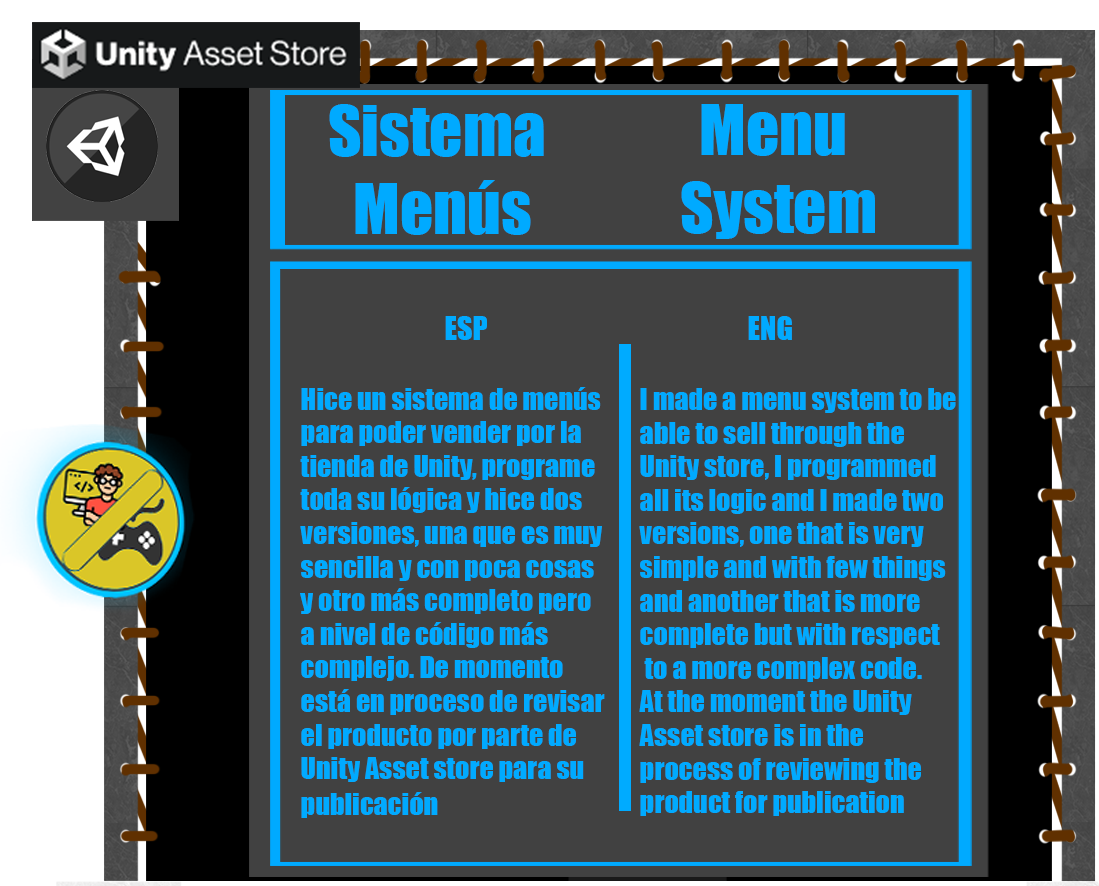 Unity Asset Store
Sistema
Menús
Menu
System
ESP
Hice un sistema de menús
para poder vender por la
tienda de Unity, programe
toda su lógica y hice dos
versiones, una que es muy
sencilla y con poca cosas
y otro más completo pero
a nivel de código más
complejo. De momento
está en proceso de revisar
el producto por parte de
Unity Asset store para su
publicación
ENG
I made a menu system to be
able to sell through the
Unity store, I programmed
all its logic and I made two
versions, one that is very
simple and with few things
and another that is more
complete but with respect
to a more complex code.
At the moment the Unity
Asset store is in the
process of reviewing the
product for publication